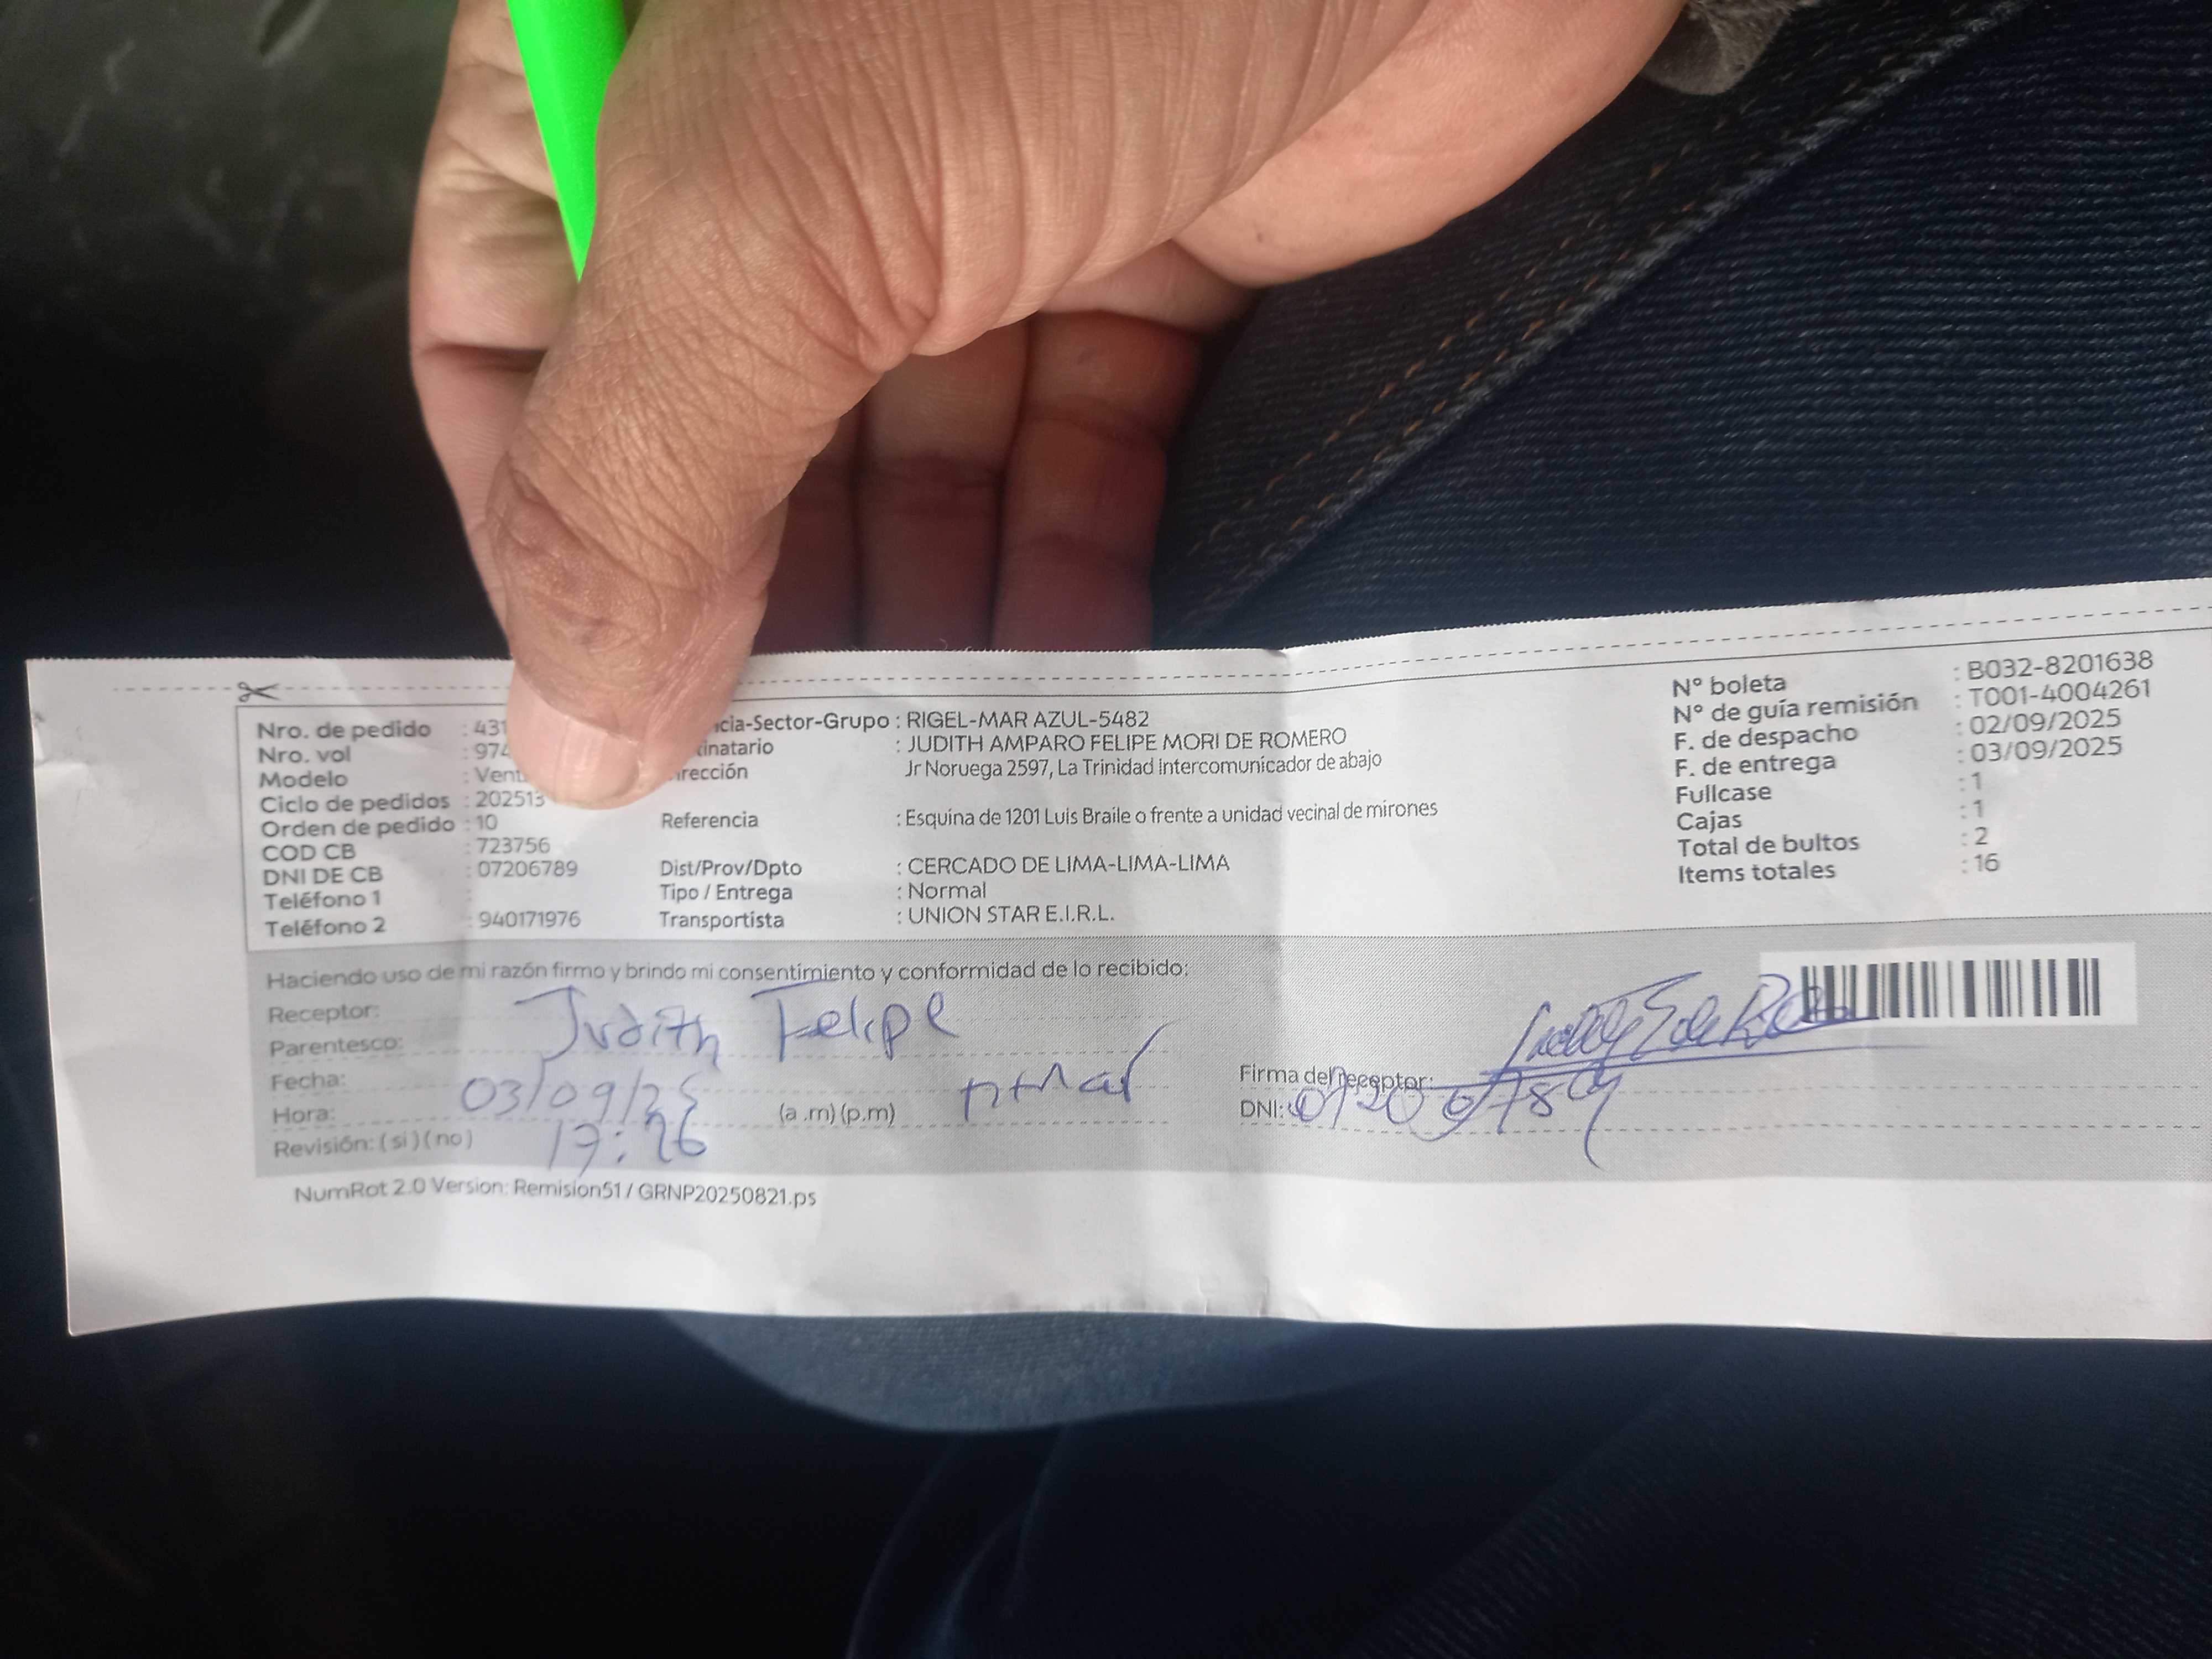 Nro. de pedido : 431
Nro. vol : 974
Modelo : Vent
Ciclo de pedidos : 202513
Orden de pedido : 10
COD CB : 723756
DNI DE CB : 07206789
Teléfono 1 :
Teléfono 2 : 940171976
cia-Sector-Grupo : RIGEL-MAR AZUL-5482
tinatario : JUDITH AMPARO FELIPE MORI DE ROMERO
irección Jr Noruega 2597, La Trinidad Intercomunicador de abajo
Referencia : Esquina de 1201 Luis Braile o frente a unidad vecinal de mirones
Dist/Prov/Dpto : CERCADO DE LIMA-LIMA-LIMA
Tipo / Entrega : Normal
Transportista : UNION STAR E.I.R.L.
N° boleta : B032-8201638
N° de guía remisión : T001-4004261
F. de despacho : 02/09/2025
F. de entrega : 03/09/2025
Fullcase : 1
Cajas : 1
Total de bultos : 2
Items totales : 16
Haciendo uso de mi razón firmo y brindo mi consentimiento y conformidad de lo recibido:
Receptor:
Parentesco: Judith Felipe
Fecha: 03/09/25
Hora: (a .m) (p.m)
Revisión: ( si ) ( no ) 17:26
Firma del receptor:
DNI: 07206789
NumRot 2.0 Version: Remision51 / GRNP20250821.ps